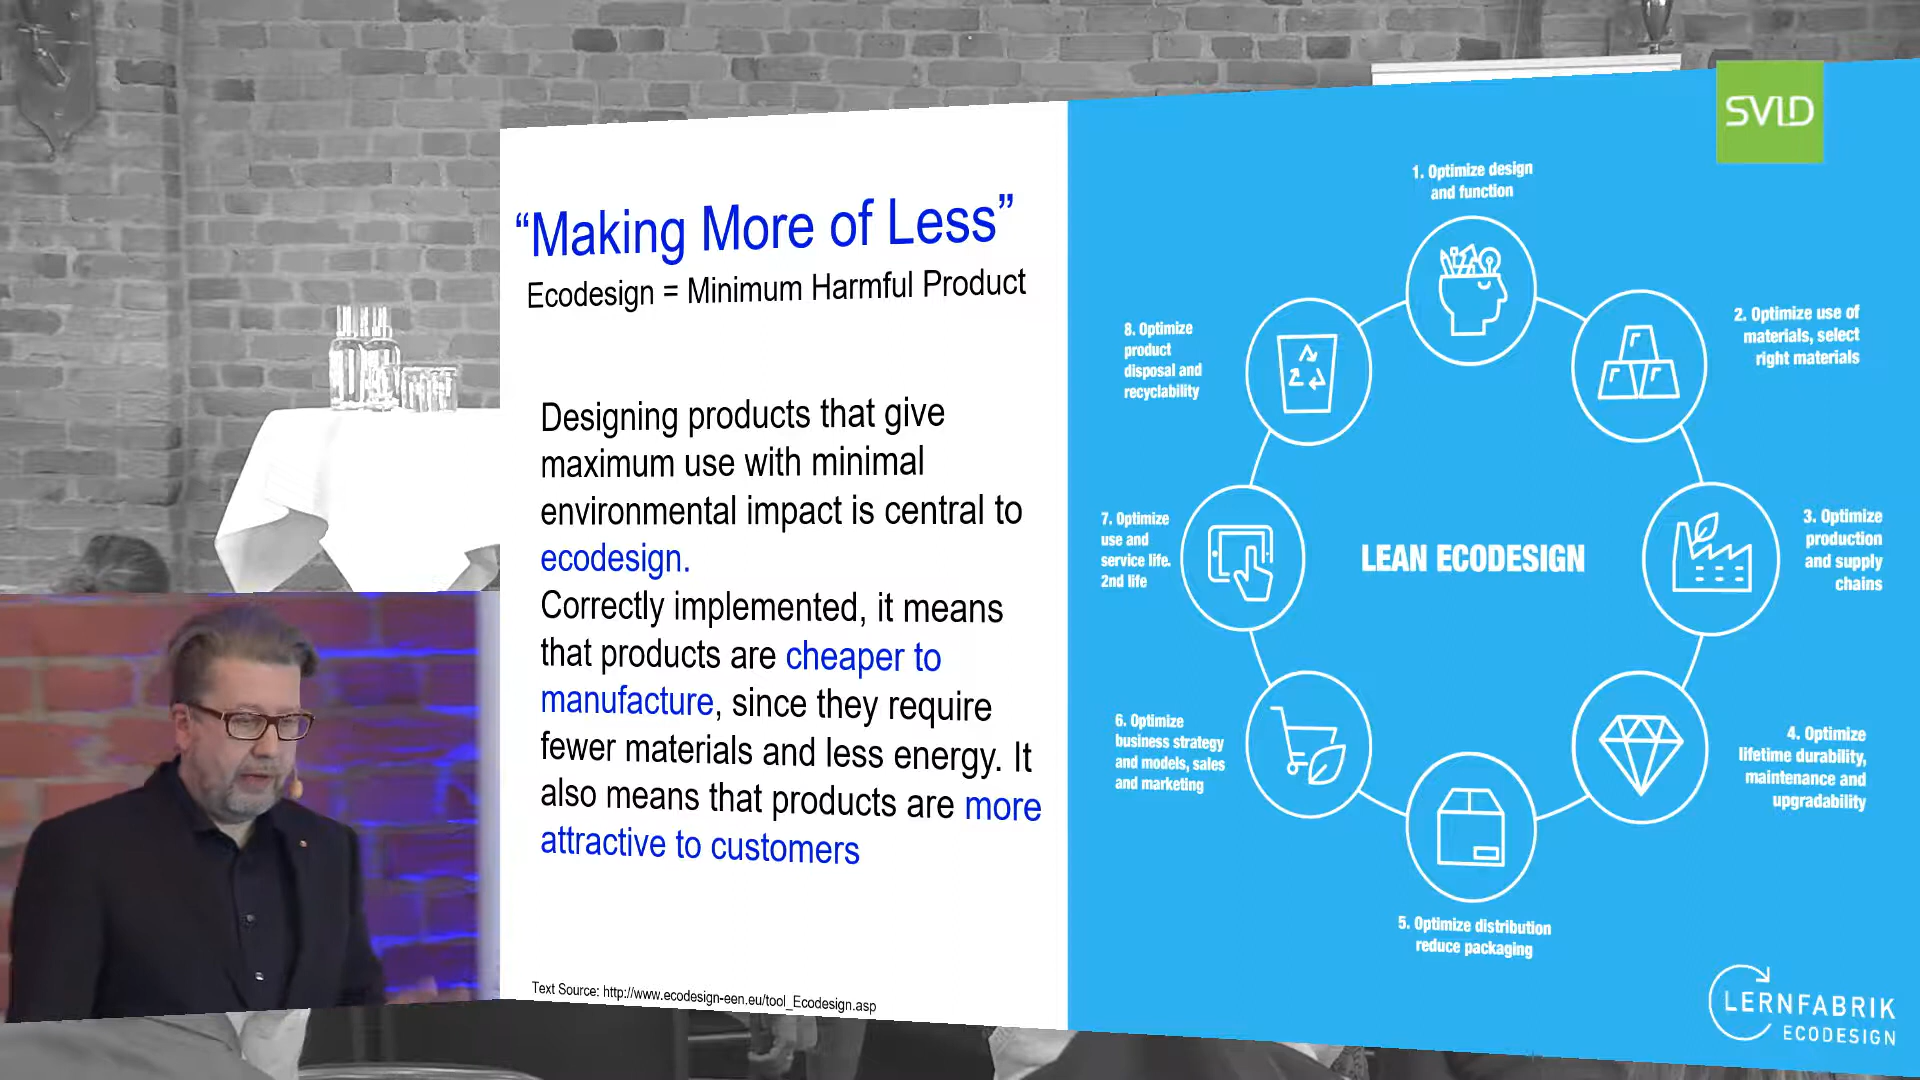 SVID
“Making More of Less”
Ecodesign = Minimum Harmful Product
Designing products that give
maximum use with minimal
environmental impact is central to
ecodesign.
Correctly implemented, it means
that products are cheaper to
manufacture, since they require
fewer materials and less energy. It
also means that products are more
attractive to customers
Text Source: http://www.ecodesign-een.eu/tool_Ecodesign.asp
1. Optimize design
and function
2. Optimize use of
materials, select
right materials
3. Optimize
production
and supply
chains
4. Optimize
lifetime durability,
maintenance and
upgradability
5. Optimize distribution
reduce packaging
6. Optimize
business strategy
and models, sales
and marketing
7. Optimize
use and
service life.
2nd life
8. Optimize
product
disposal and
recyclability
LEAN ECODESIGN
LERNFABRIK
ECODESIGN